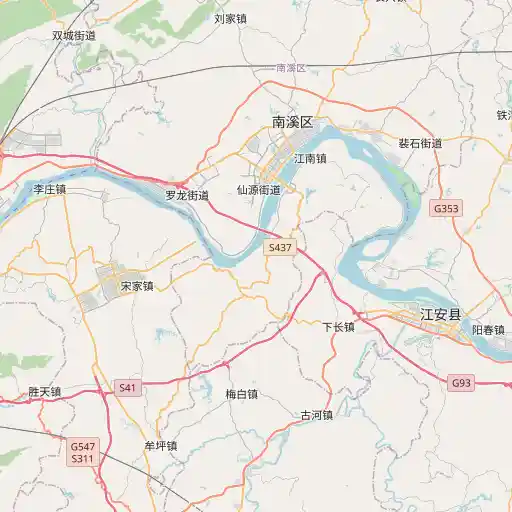 刘家镇
双城街道
南溪区
南溪区
裴石街道
江南镇
李庄镇
罗龙街道
仙源街道
G353
S437
宋家镇
江安县
下长镇
阳春镇
S41
G93
胜天镇
梅白镇
古河镇
G547
S311
牟坪镇